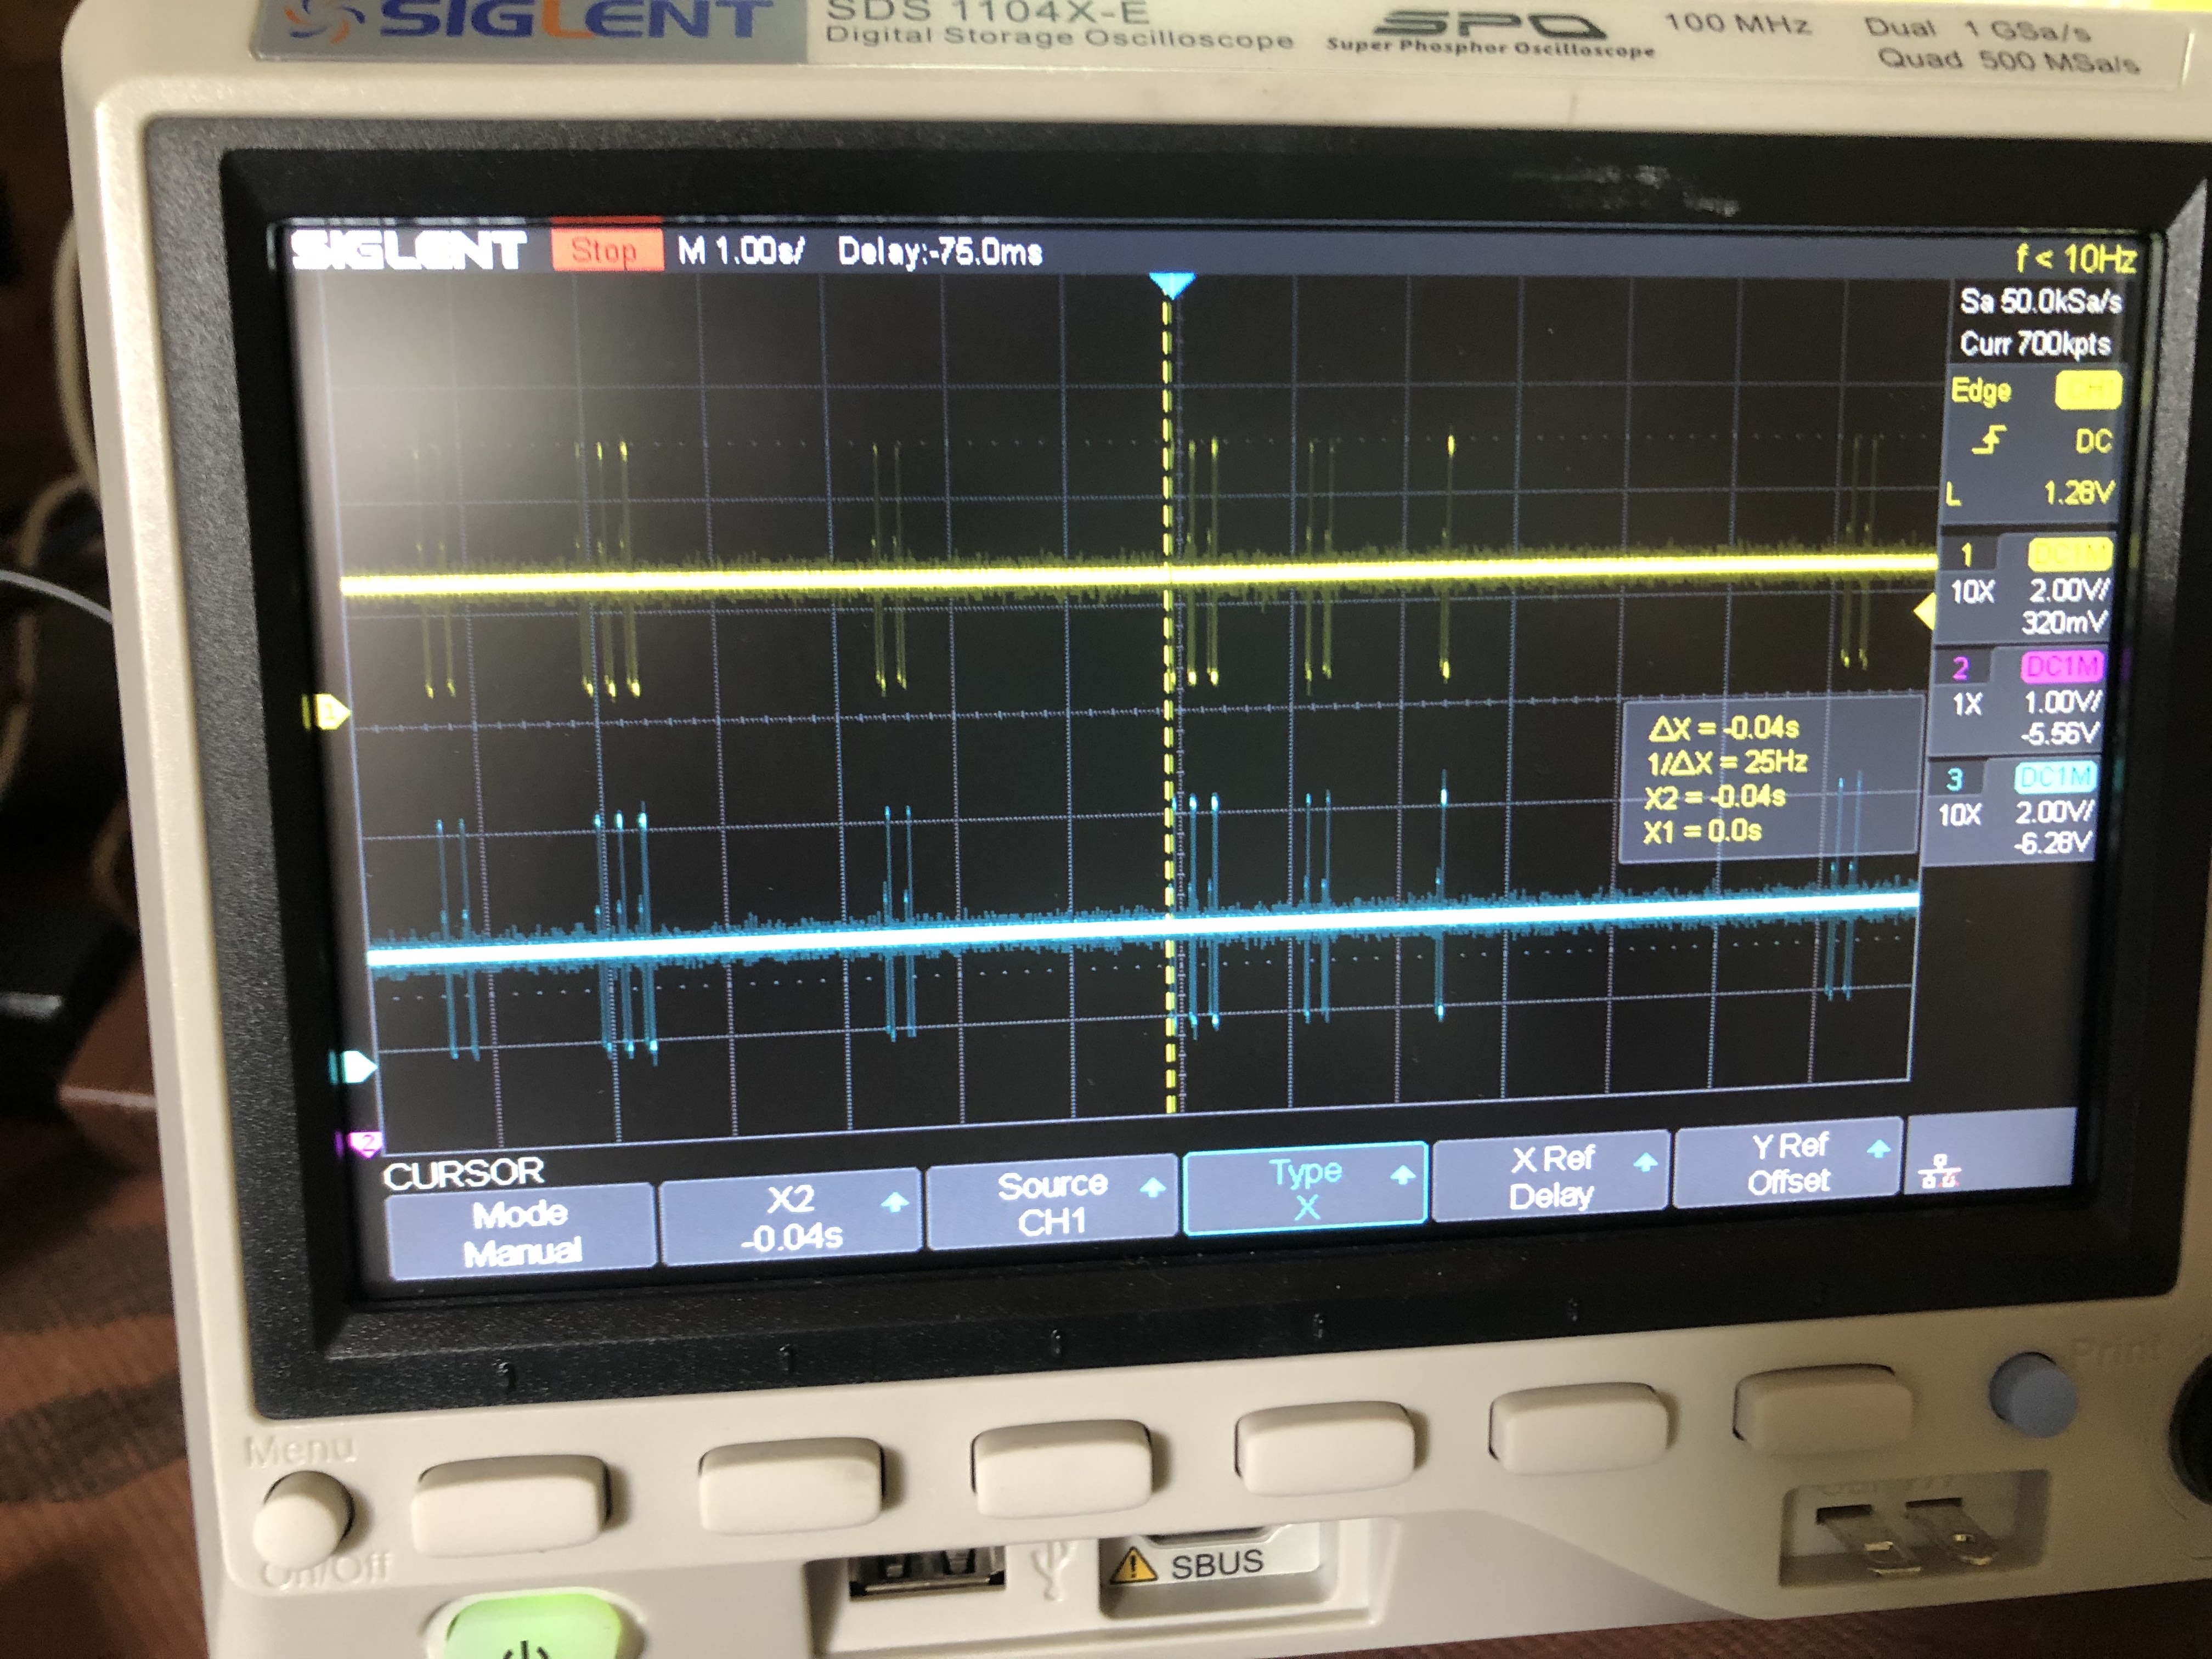 SIGLENT
SDS 1104X-E
Digital Storage Oscilloscope
SPO
Super Phosphor Oscilloscope
100 MHz
Dual 1 GSa/s
Quad 500 MSa/s
SIGLENT Stop M 1.00s/ Delay:-75.0ms f < 10Hz
Sa 50.0kSa/s
Curr 700kpts
Edge CH1
DC
L 1.28V
1 DC1M
10X 2.00V/
320mV
2 DC1M
1X 1.00V/
-5.56V
3 DC1M
10X 2.00V/
-6.28V
1
ΔX = -0.04s
1/ΔX = 25Hz
X2 = -0.04s
X1 = 0.0s
2
CURSOR
Mode
Manual
X2
-0.04s
Source
CH1
Type
X
X Ref
Delay
Y Ref
Offset
Print
Menu
On/Off
SBUS